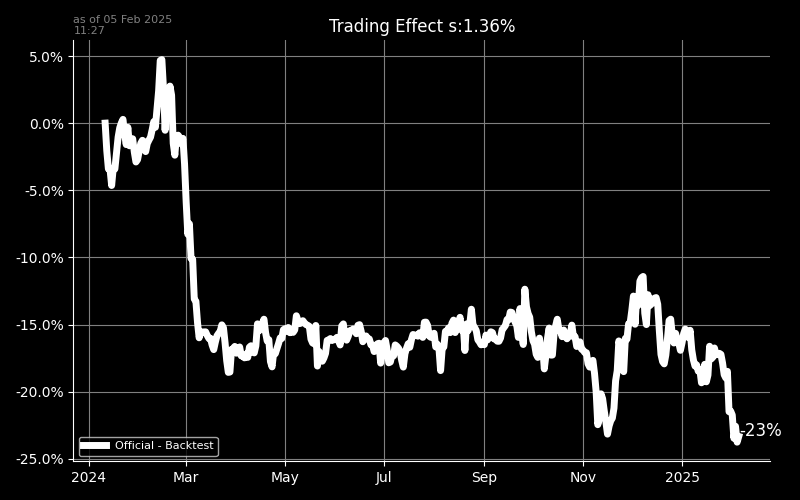 as of 05 Feb 2025
11:27
Trading Effect s:1.36%
5.0%
0.0%
-5.0%
-10.0%
-15.0%
-20.0%
-25.0%
-23%
Official - Backtest
2024
Mar
May
Jul
Sep
Nov
2025